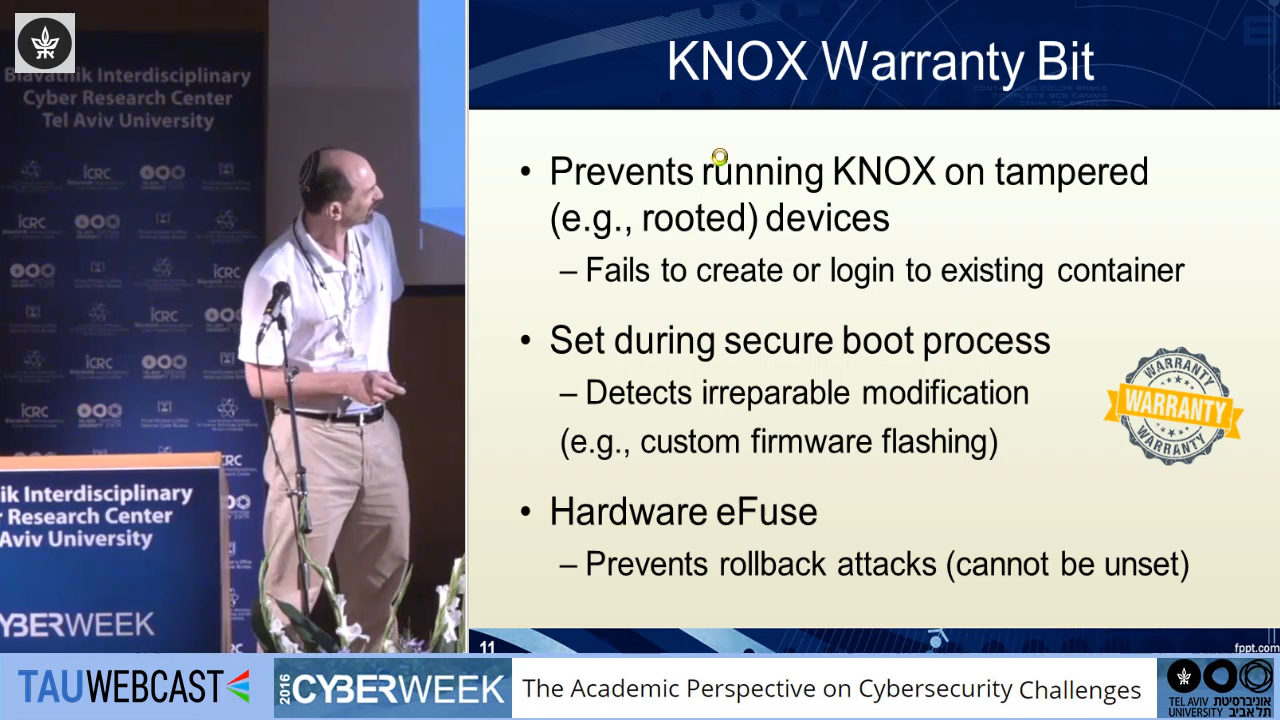 Blavatnik Interdisciplinary
Cyber Research Center
Tel Aviv University
ICRC
nik Interdisciplinary
r Research Center
Aviv University
YBERWEEK
KNOX Warranty Bit
• Prevents running KNOX on tampered
(e.g., rooted) devices
– Fails to create or login to existing container
• Set during secure boot process
– Detects irreparable modification
(e.g., custom firmware flashing)
WARRANTY
WARRANTY
WARRANTY
• Hardware eFuse
– Prevents rollback attacks (cannot be unset)
11
fppt.com
TAUWEBCAST
2016 CYBERWEEK
The Academic Perspective on Cybersecurity Challenges
TEL AVIV אוניברסיטת
UNIVERSITY תל אביב